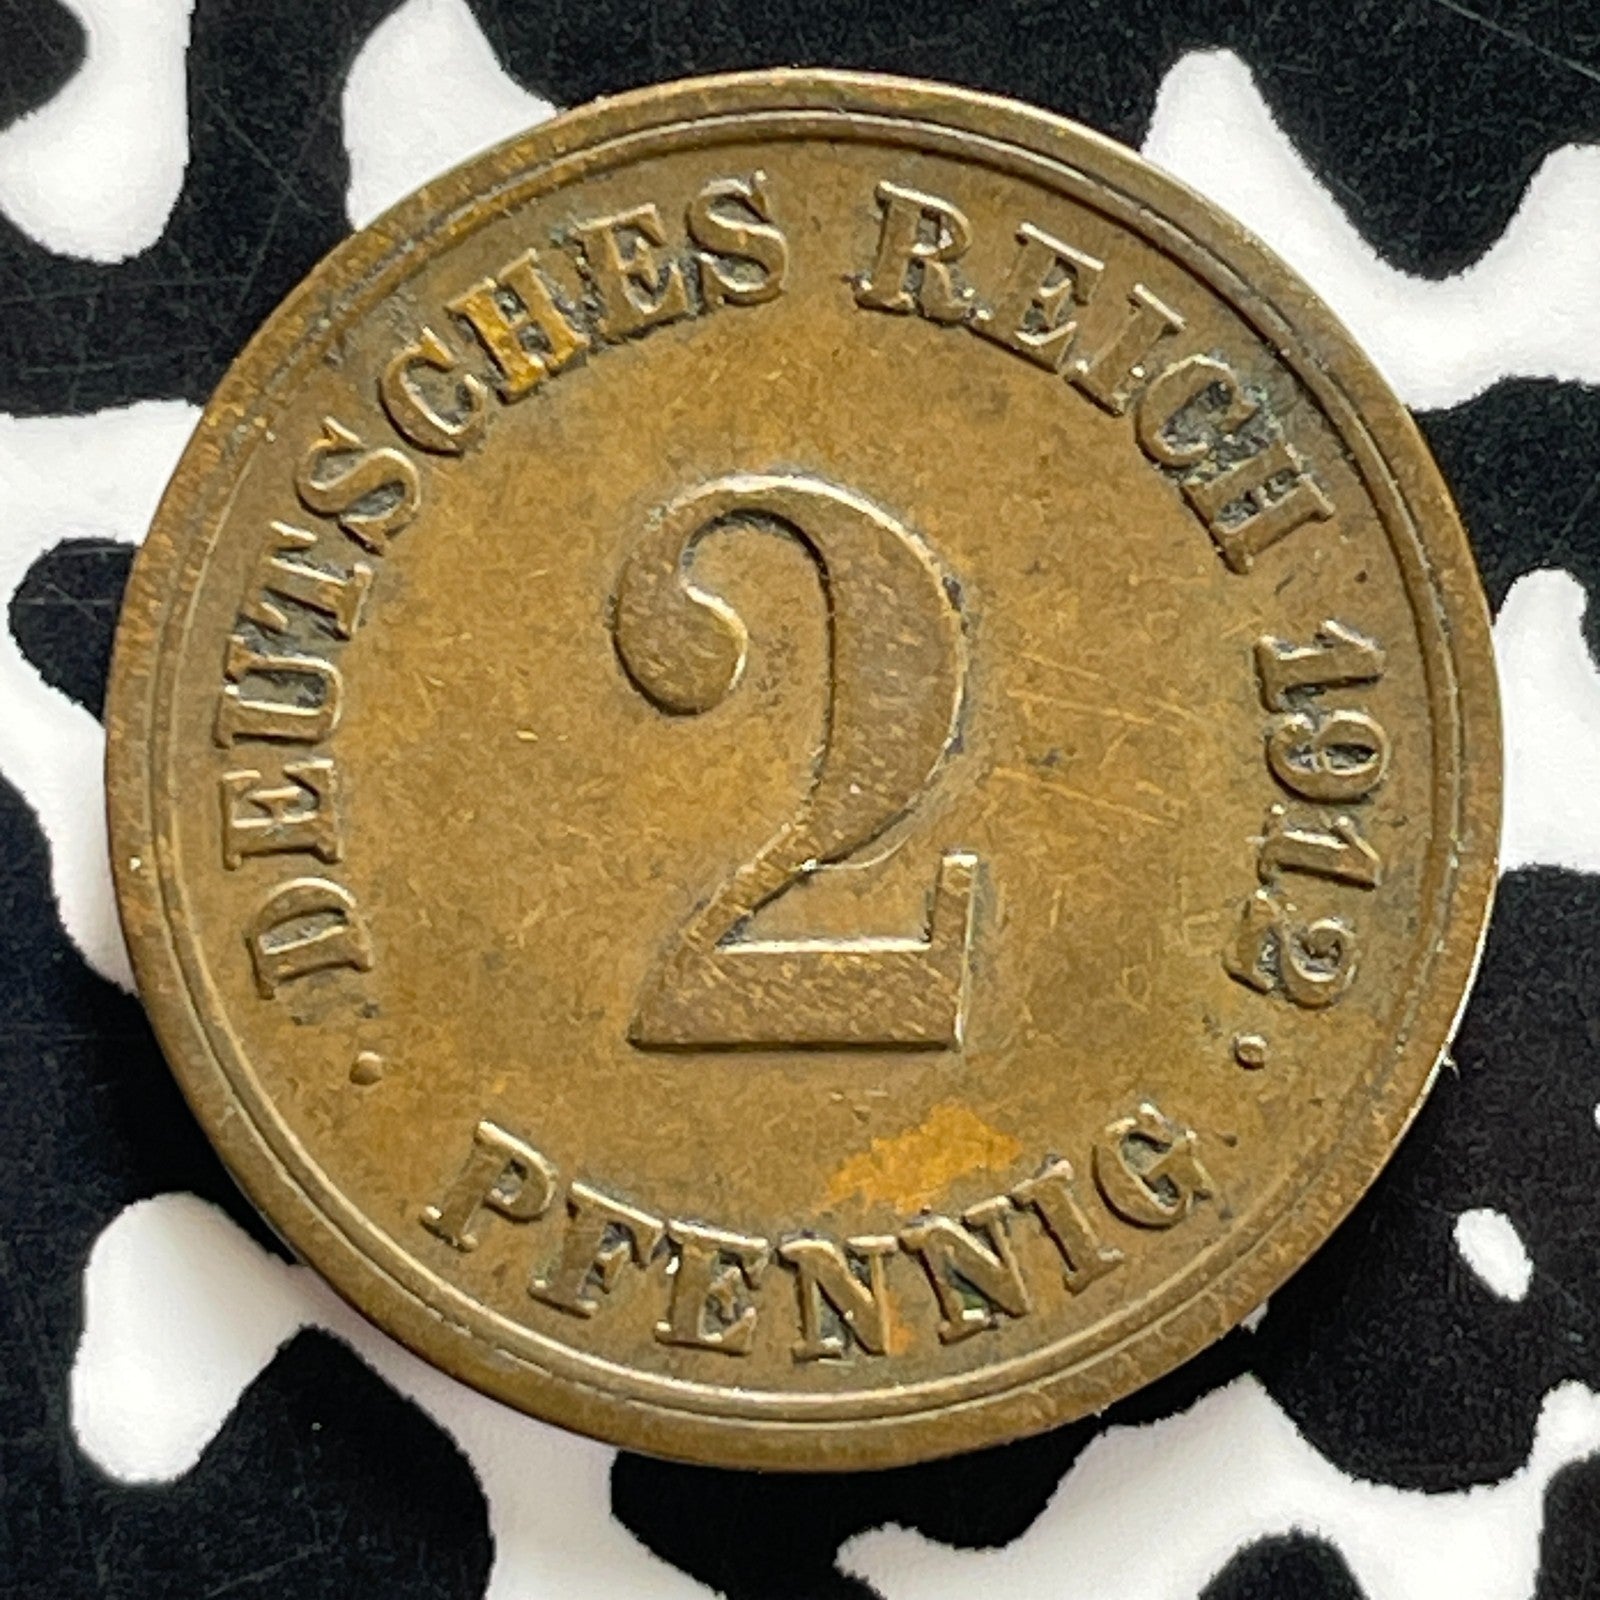 DEUTSCHES REICH 1912
2
· PFENNIG ·